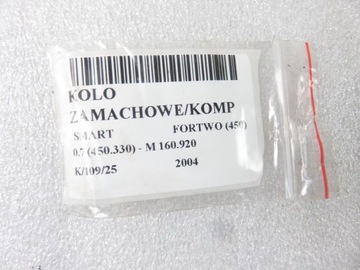 KOLO
ZAMACHOWE/KOMP
SMART FORTWO (450)
0.7 (450.330) - M 160.920
K/109/25 2004